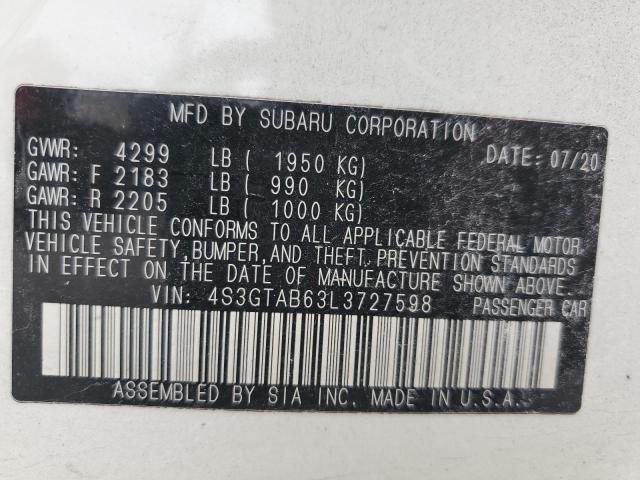 MFD BY SUBARU CORPORATION
GVWR: 4299 LB ( 1950 KG) DATE: 07/20
GAWR: F 2183 LB ( 990 KG)
GAWR: R 2205 LB ( 1000 KG)
THIS VEHICLE CONFORMS TO ALL APPLICABLE FEDERAL MOTOR
VEHICLE SAFETY, BUMPER, AND THEFT PREVENTION STANDARDS
IN EFFECT ON THE DATE OF MANUFACTURE SHOWN ABOVE.
VIN: 4S3GTAB63L3727598 PASSENGER CAR
ASSEMBLED BY SIA INC. MADE IN U.S.A.